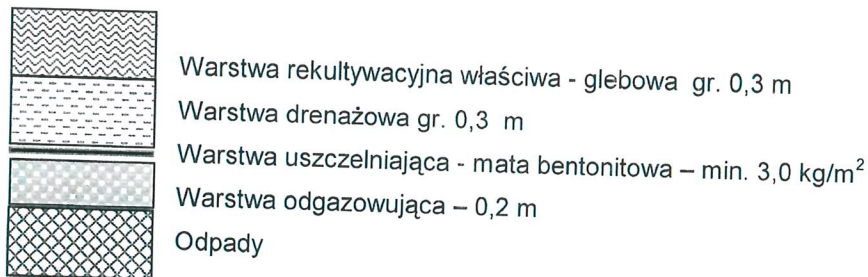 Warstwa rekultywacyjna właściwa - glebowa gr. 0,3 m
Warstwa drenażowa gr. 0,3 m
Warstwa uszczelniająca - mata bentonitowa – min. 3,0 kg/m²
Warstwa odgazowująca – 0,2 m
Odpady